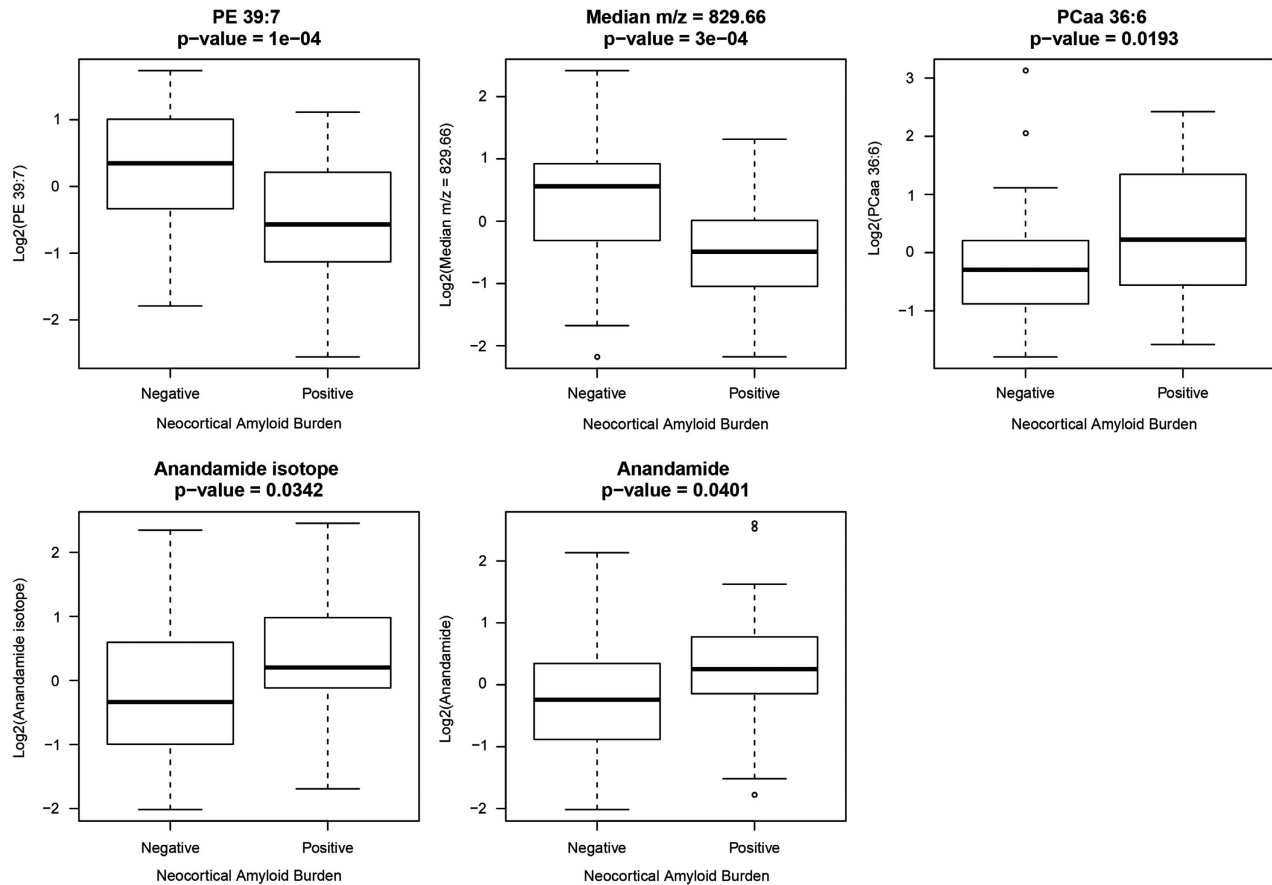 PE 39:7
p−value = 1e−04
Log2(PE 39:7)
1
0
−1
−2
Negative
Positive
Neocortical Amyloid Burden
Median m/z = 829.66
p−value = 3e−04
Log2(Median m/z = 829.66)
2
1
0
−1
−2
Negative
Positive
Neocortical Amyloid Burden
PCaa 36:6
p−value = 0.0193
Log2(PCaa 36:6)
3
2
1
0
−1
Negative
Positive
Neocortical Amyloid Burden
Anandamide isotope
p−value = 0.0342
Log2(Anandamide isotope)
2
1
0
−1
−2
Negative
Positive
Neocortical Amyloid Burden
Anandamide
p−value = 0.0401
Log2(Anandamide)
2
1
0
−1
−2
Negative
Positive
Neocortical Amyloid Burden